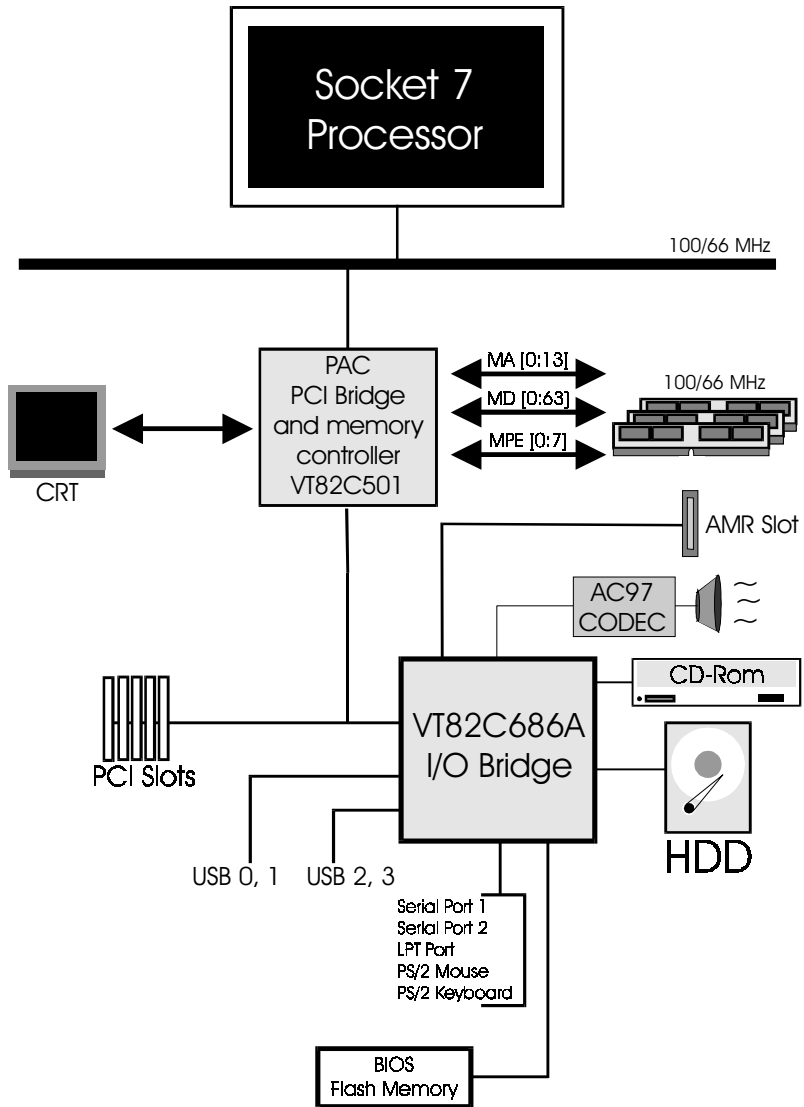 Socket 7
Processor
100/66 MHz
PAC
PCI Bridge
and memory
controller
VT82C501
MA [0:13[
MD [0:63]
MPE [0:7]
100/66 MHz
CRT
AMR Slot
AC97
CODEC
CD-Rom
VT82C686A
I/O Bridge
PCI Slots
HDD
USB 0, 1
USB 2, 3
Serial Port 1
Serial Port 2
LPT Port
PS/2 Mouse
PS/2 Keyboard
BIOS
Flash Memory